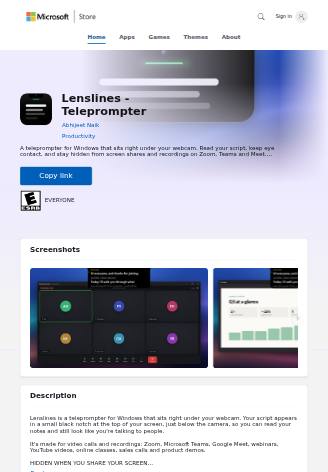 Microsoft | Store
Sign in
Home Apps Games Themes About
Lenslines -
Teleprompter
Abhijeet Naik
Productivity
A teleprompter for Windows that sits right under your webcam. Read your script, keep eye
contact, and stay hidden from screen shares and recordings on Zoom, Teams and Meet....
Copy link
E
ESRB
EVERYONE
Screenshots
Q3 at a glance
Description
Lenslines is a teleprompter for Windows that sits right under your webcam. Your script appears
in a small black notch at the top of your screen, just below the camera, so you can read your
notes and still look like you're talking to people.
It's made for video calls and recordings: Zoom, Microsoft Teams, Google Meet, webinars,
YouTube videos, online classes, sales calls and product demos.
HIDDEN WHEN YOU SHARE YOUR SCREEN...